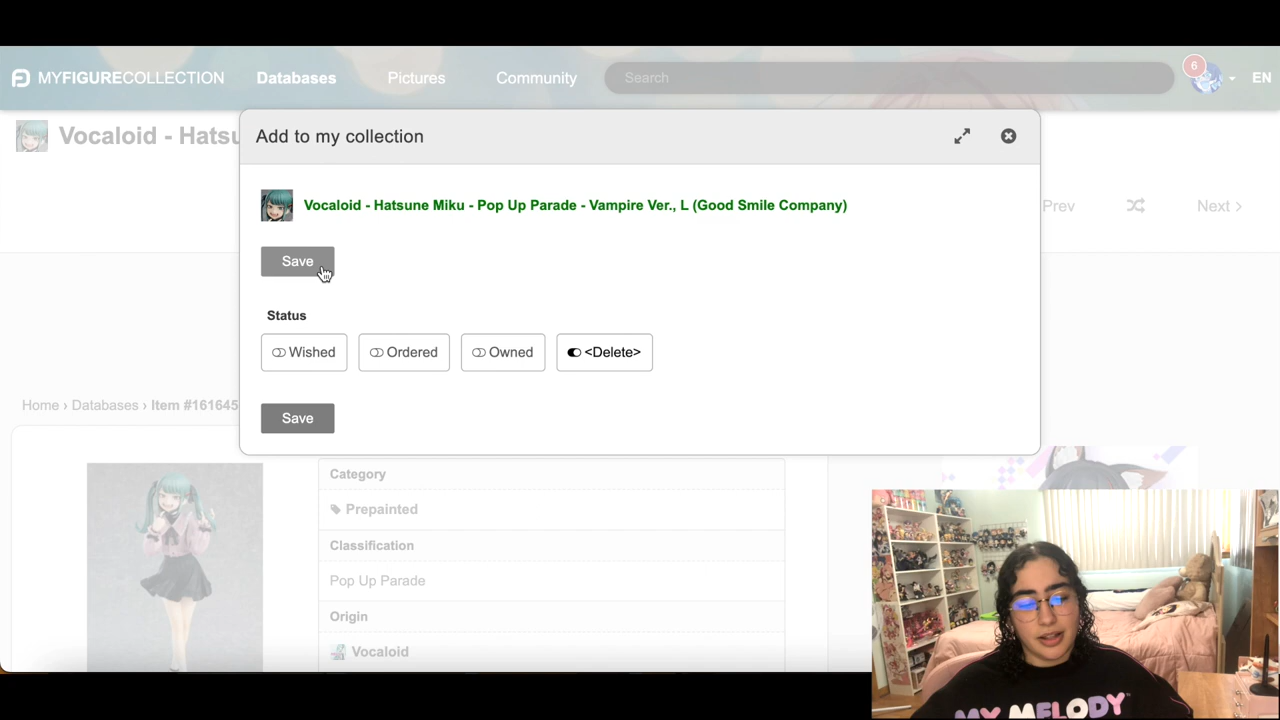 MYFIGURECOLLECTION Databases Pictures Community Search 6 EN
Vocaloid - Hatsu
Add to my collection
Vocaloid - Hatsune Miku - Pop Up Parade - Vampire Ver., L (Good Smile Company)
Prev Next >
Save
Status
Wished Ordered Owned <Delete>
Home › Databases › Item #161645
Save
Category
Prepainted
Classification
Pop Up Parade
Origin
Vocaloid
MY MELODY